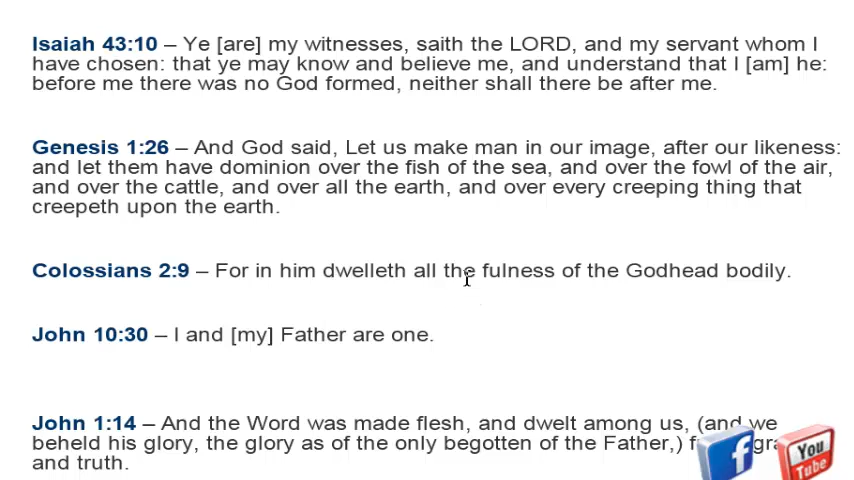 Isaiah 43:10 – Ye [are] my witnesses, saith the LORD, and my servant whom I
have chosen: that ye may know and believe me, and understand that I [am] he:
before me there was no God formed, neither shall there be after me.
Genesis 1:26 – And God said, Let us make man in our image, after our likeness:
and let them have dominion over the fish of the sea, and over the fowl of the air,
and over the cattle, and over all the earth, and over every creeping thing that
creepeth upon the earth.
Colossians 2:9 – For in him dwelleth all the fulness of the Godhead bodily.
John 10:30 – I and [my] Father are one.
John 1:14 – And the Word was made flesh, and dwelt among us, (and we
beheld his glory, the glory as of the only begotten of the Father,)
and truth.
f
You
Tube